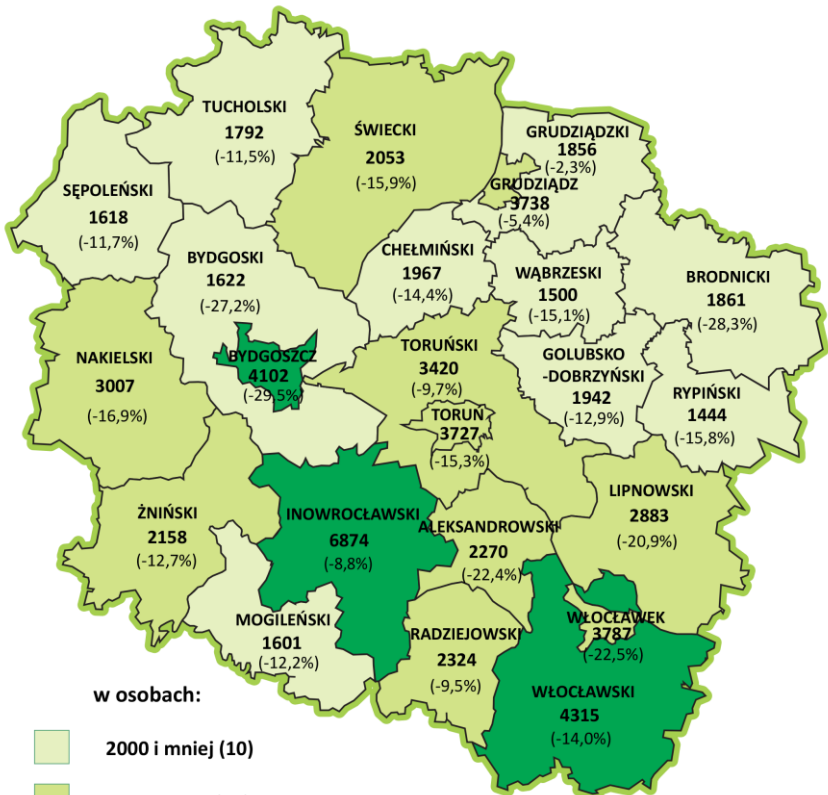 TUCHOLSKI
1792
(-11,5%)
ŚWIECKI
2053
(-15,9%)
GRUDZIĄDZKI
1856
(-2,3%)
GRUDZIĄDZ
3738
(-5,4%)
SĘPOLEŃSKI
1618
(-11,7%)
BYDGOSKI
1622
(-27,2%)
CHEŁMIŃSKI
1967
(-14,4%)
WĄBRZESKI
1500
(-15,1%)
BRODNICKI
1861
(-28,3%)
NAKIELSKI
3007
(-16,9%)
BYDGOSZCZ
4102
(-29,5%)
TORUŃSKI
3420
(-9,7%)
GOLUBSKO
-DOBRZYŃSKI
1942
(-12,9%)
RYPIŃSKI
1444
(-15,8%)
TORUŃ
3727
(-15,3%)
ŻNIŃSKI
2158
(-12,7%)
INOWROCŁAWSKI
6874
(-8,8%)
ALEKSANDROWSKI
2270
(-22,4%)
LIPNOWSKI
2883
(-20,9%)
MOGILEŃSKI
1601
(-12,2%)
RADZIEJOWSKI
2324
(-9,5%)
WŁOCŁAWEK
3787
(-22,5%)
WŁOCŁAWSKI
4315
(-14,0%)
w osobach:
2000 i mniej (10)